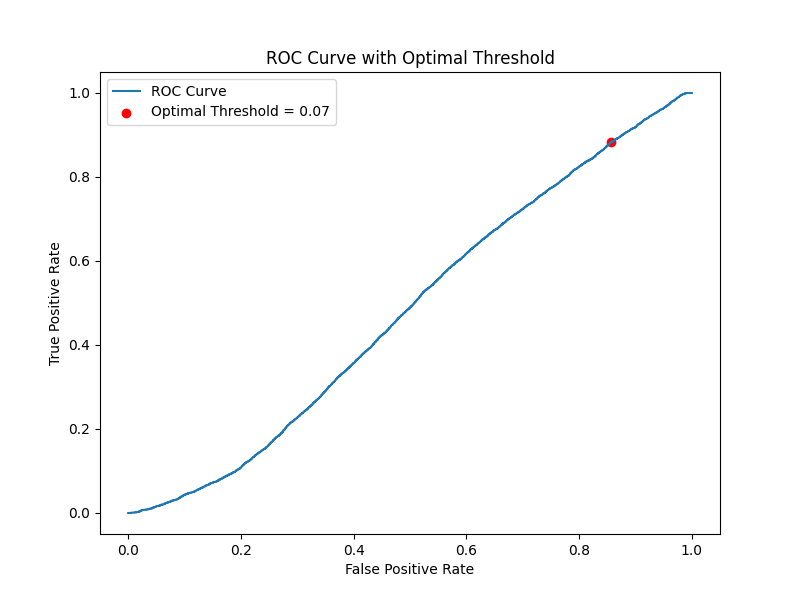 ROC Curve with Optimal Threshold
ROC Curve
Optimal Threshold = 0.07
True Positive Rate
1.0
0.8
0.6
0.4
0.2
0.0
0.0 0.2 0.4 0.6 0.8 1.0
False Positive Rate